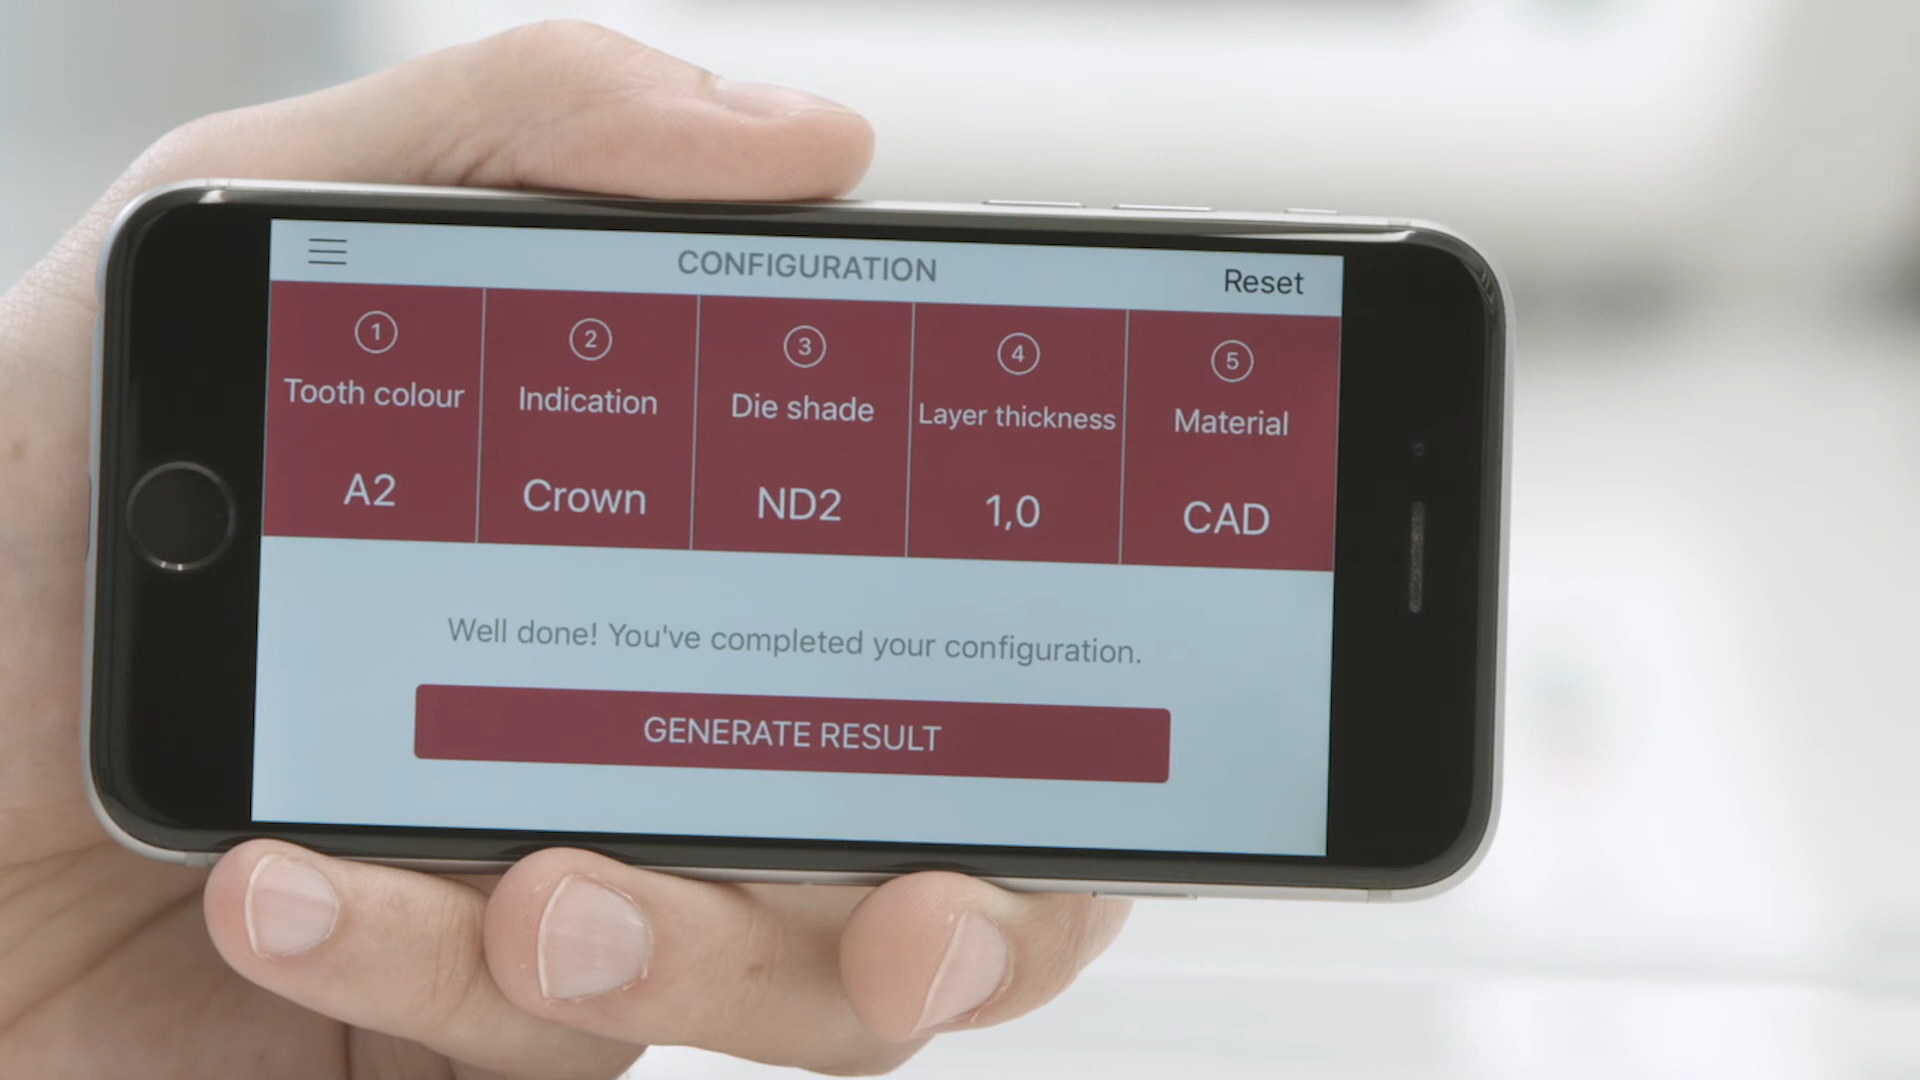 CONFIGURATION
Reset
1
Tooth colour
A2
2
Indication
Crown
3
Die shade
ND2
4
Layer thickness
1,0
5
Material
CAD
Well done! You've completed your configuration.
GENERATE RESULT